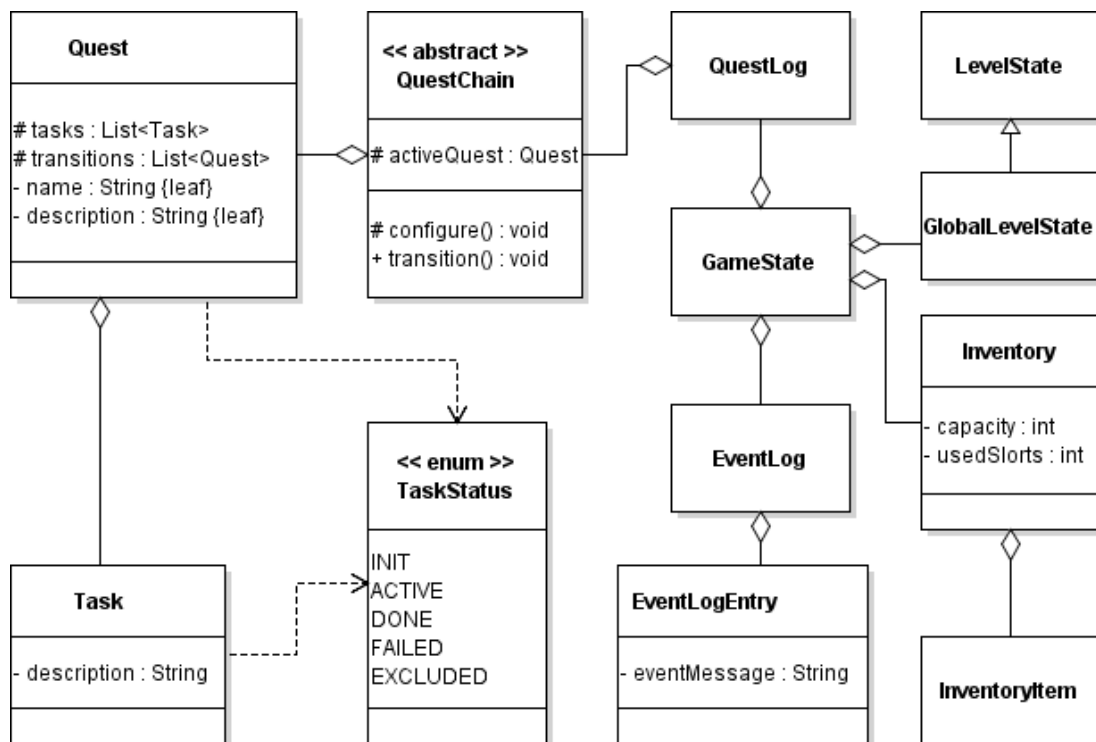 Quest
# tasks : List<Task>
# transitions : List<Quest>
- name : String {leaf}
- description : String {leaf}
<< abstract >>
QuestChain
# activeQuest : Quest
# configure() : void
+ transition() : void
QuestLog
LevelState
GlobalLevelState
GameState
Inventory
- capacity : int
- usedSlorts : int
EventLog
<< enum >>
TaskStatus
INIT
ACTIVE
DONE
FAILED
EXCLUDED
Task
- description : String
EventLogEntry
- eventMessage : String
InventoryItem